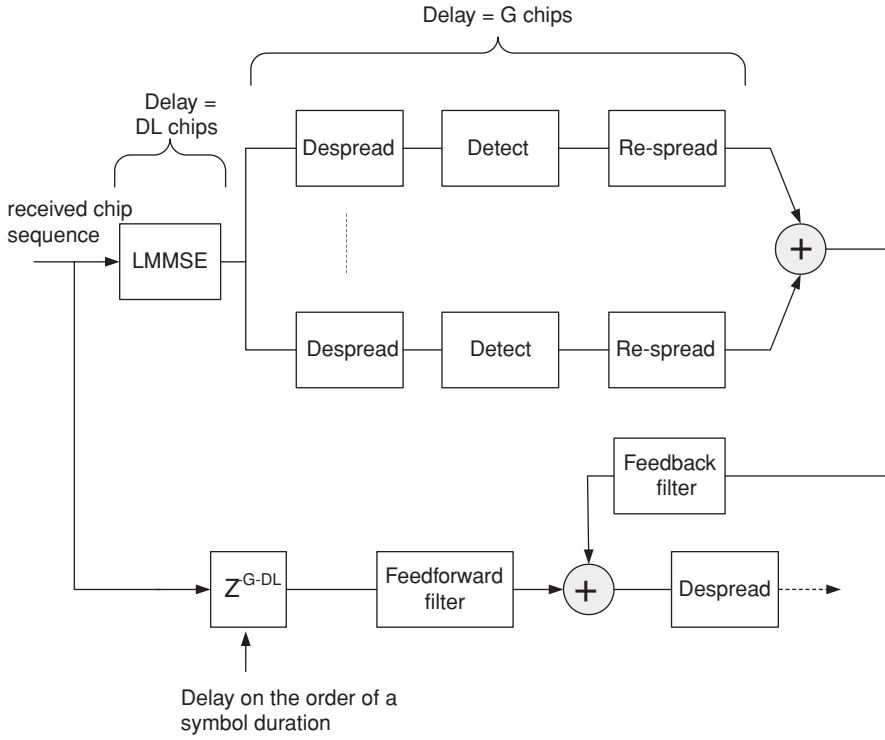 Delay = G chips
Delay =
DL chips
Despread
Detect
Re-spread
received chip
sequence
LMMSE
+
Despread
Detect
Re-spread
Feedback
filter
Z-G-DL
Feedforward
filter
+
Despread
Delay on the order of a
symbol duration